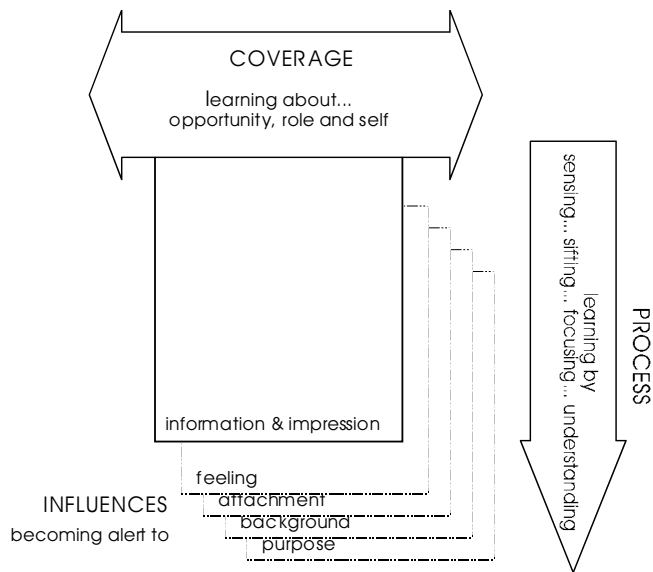 COVERAGE
learning about...
opportunity, role and self
information & impression
feeling
attachment
background
purpose
INFLUENCES
becoming alert to
PROCESS
learning by
sensing... sifting... focusing... understanding